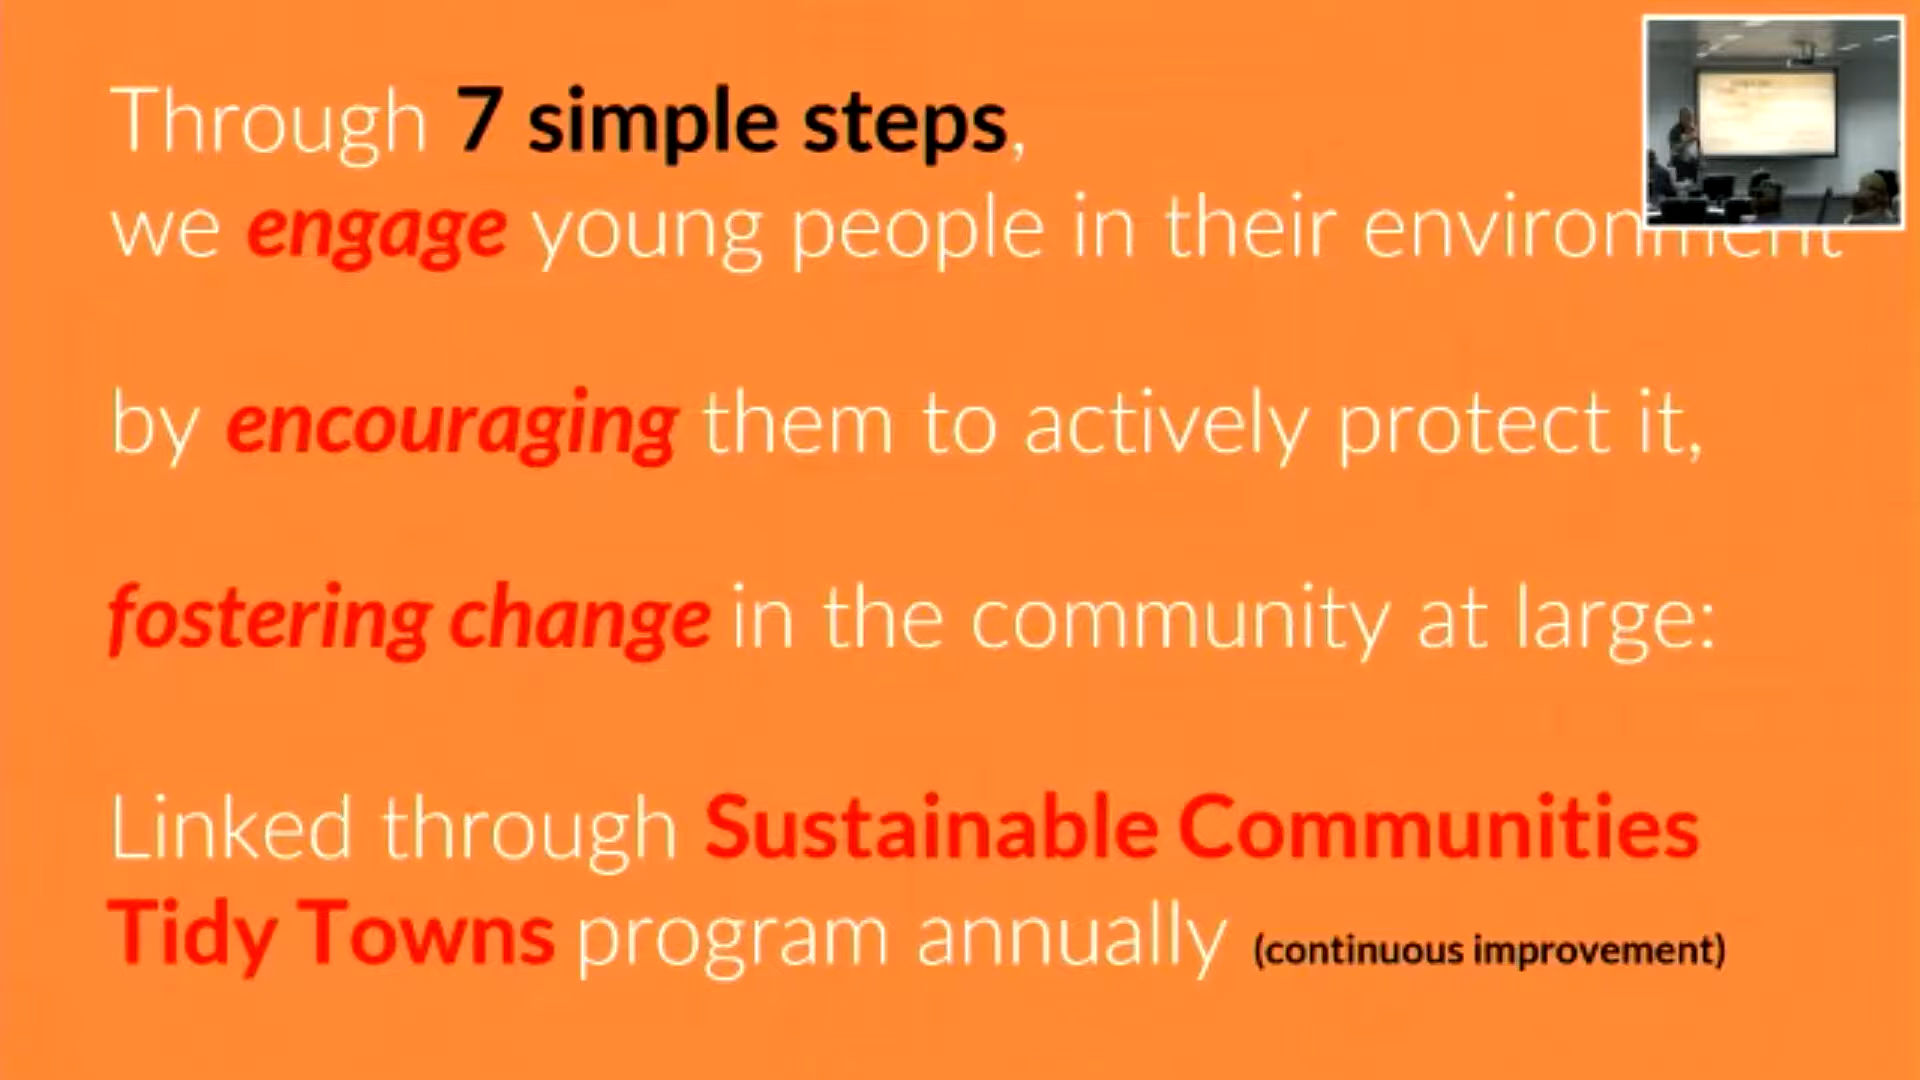 Through 7 simple steps,
we engage young people in their environment
by encouraging them to actively protect it,
fostering change in the community at large:
Linked through Sustainable Communities
Tidy Towns program annually (continuous improvement)